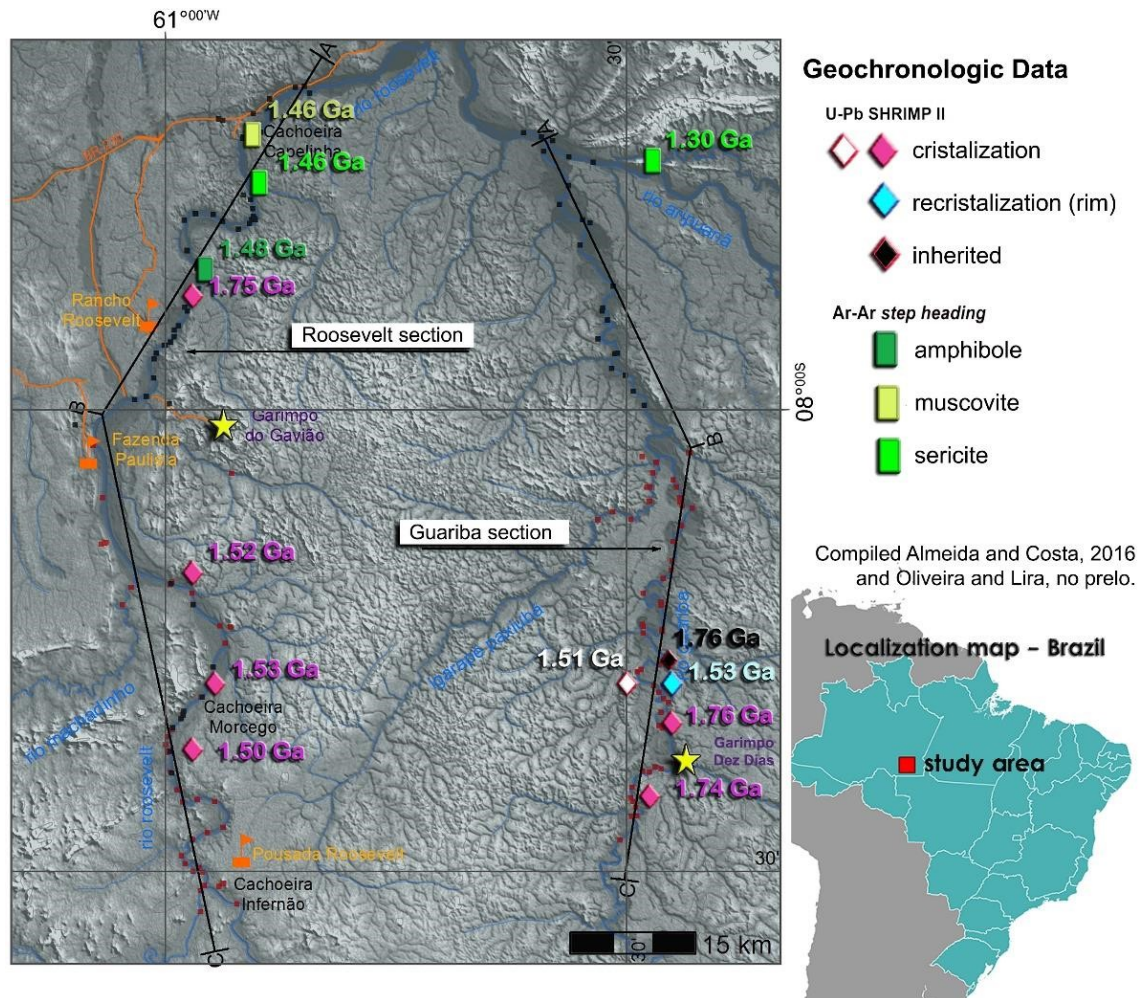 61°00'W
30'
A
rio roosevelt
1.46 Ga
Cachoeira
Capelinha
1.46 Ga
A
1.30 Ga
rio aripuanã
1.48 Ga
1.75 Ga
Rancho
Roosevelt
Roosevelt section
08°00'S
B
Garimpo
do Gavião
Fazenda
Paulista
B
Guariba section
1.52 Ga
igarapé paxiuba
1.76 Ga
1.51 Ga
1.53 Ga
rio machadinho
1.53 Ga
Cachoeira
Morcego
1.76 Ga
Garimpo
Dez Dias
1.50 Ga
rio roosevelt
1.74 Ga
Pousada Roosevelt
30'
Cachoeira
Infernão
C
C
30'
15 km
Geochronologic Data
U-Pb SHRIMP II
cristalization
recristalization (rim)
inherited
Ar-Ar step heading
amphibole
muscovite
sericite
Compiled Almeida and Costa, 2016
and Oliveira and Lira, no prelo.
Localization map - Brazil
study area